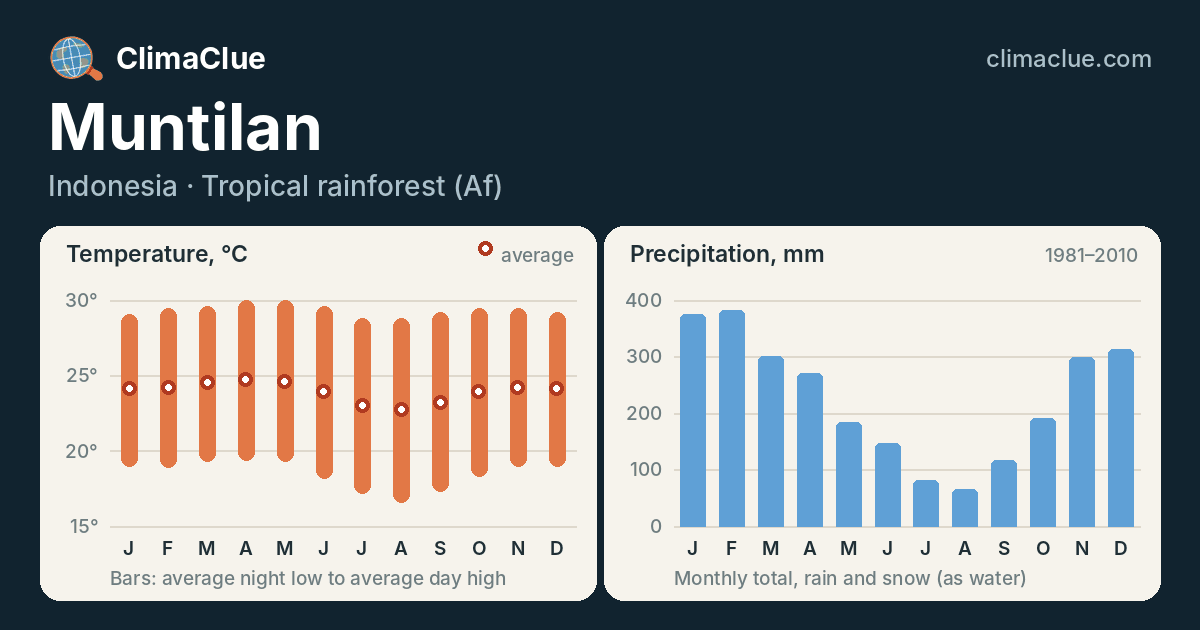 ClimaClue
climaclue.com
Muntilan
Indonesia · Tropical rainforest (Af)
Temperature, °C
average
30°
25°
20°
15°
J F M A M J J A S O N D
Bars: average night low to average day high
Precipitation, mm
1981–2010
400
300
200
100
0
J F M A M J J A S O N D
Monthly total, rain and snow (as water)